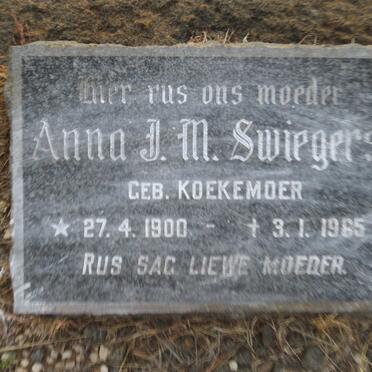 Hier rus ons moeder
Anna J. M. Swiegers
GEB. KOEKEMOER
★ 27. 4. 1900 - † 3. 1. 1965
RUS SAG LIEWE MOEDER.